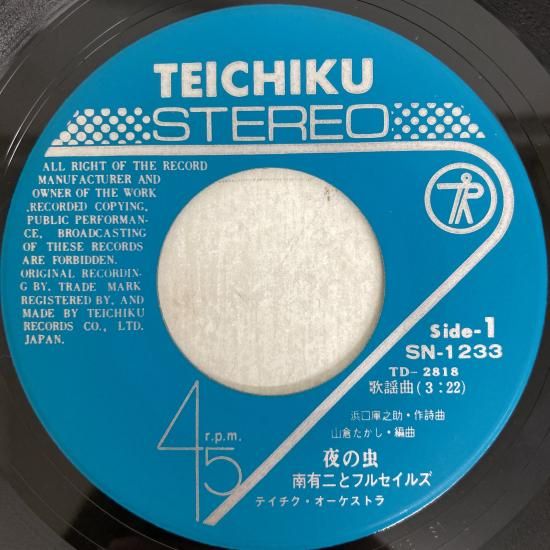 TEICHIKU
STEREO
ALL RIGHT OF THE RECORD
MANUFACTURER AND
OWNER OF THE WORK
,RECORDED COPYING,
PUBLIC PERFORMAN-
CE, BROADCASTING
OF THESE RECORDS
ARE FORBIDDEN.
ORIGINAL RECORDIN-
G BY. TRADE MARK
REGISTERED BY. AND
MADE BY TEICHIKU
RECORDS CO., LTD.
JAPAN.
Side-1
SN-1233
TD-2818
歌謡曲(3:22)
浜口庫之助・作詩曲
山倉たかし・編曲
45 r.p.m.
夜の虫
南有二とフルセイルズ
テイチク・オーケストラ